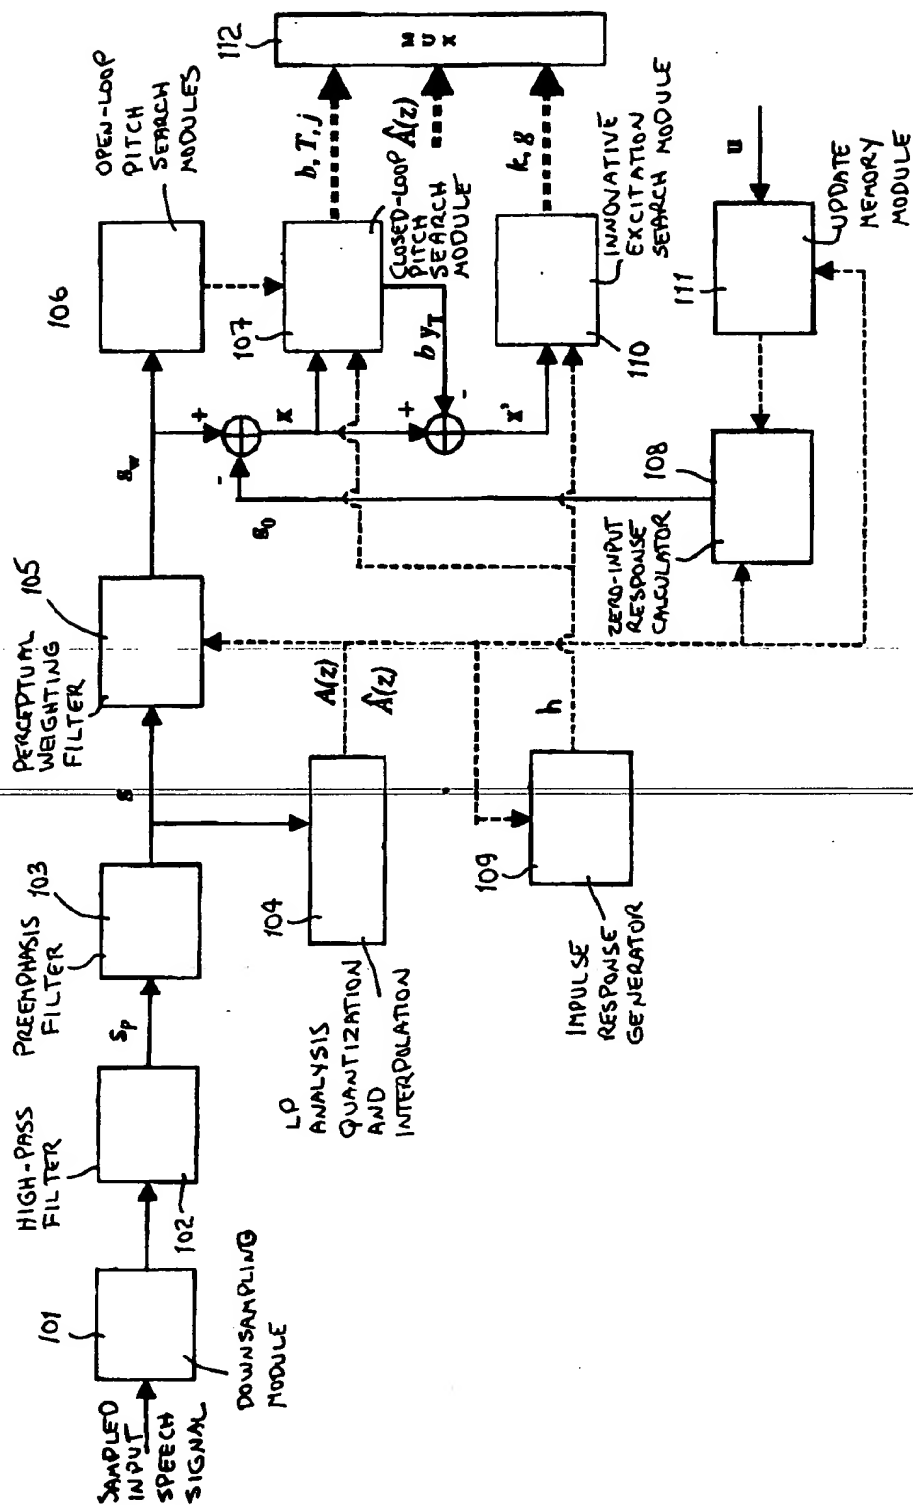 SAMPLED
INPUT
SPEECH
SIGNAL
101
DOWNSAMPLING
MODULE
HIGH-PASS
FILTER
102
Sp
PREEMPHASIS
FILTER
103
s
LP
ANALYSIS
QUANTIZATION
AND
INTERPOLATION
104
A(z)
Â(z)
PERCEPTUAL
WEIGHTING
FILTER
105
sw
109
IMPULSE
RESPONSE
GENERATOR
h
+
-
x
s0
+
-
x'
b yT
OPEN-LOOP
PITCH
SEARCH
MODULES
106
107
CLOSED-LOOP
PITCH
SEARCH
MODULE
b, T, j
Â(z)
k, g
110
INNOVATIVE
EXCITATION
SEARCH MODULE
ZERO-INPUT
RESPONSE
CALCULATOR
108
111
UPDATE
MEMORY
MODULE
u
112
MUX